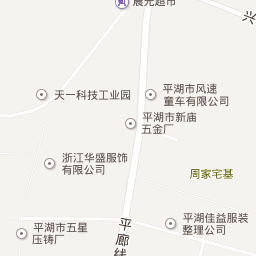 晨光超市
兴
天一科技工业园
平湖市风速
童车有限公司
平湖市新庙
五金厂
浙江华盛服饰
有限公司
周家宅基
平湖市五星
压铸厂
平湖佳益服装
整理公司
平廊线